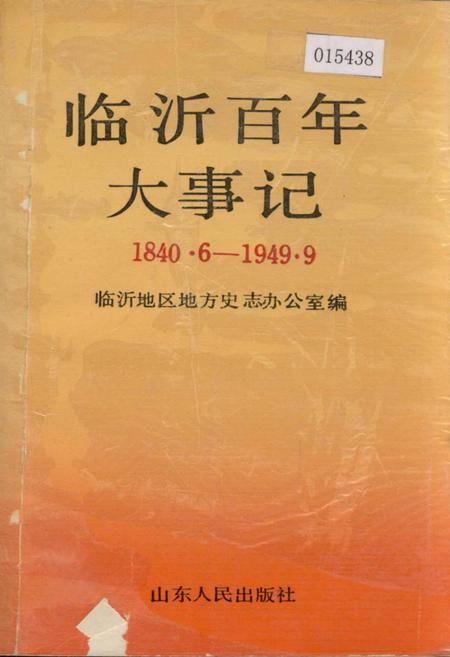 015438
临沂百年
大事记
1840·6—1949·9
临沂地区地方史志办公室编
山东人民出版社